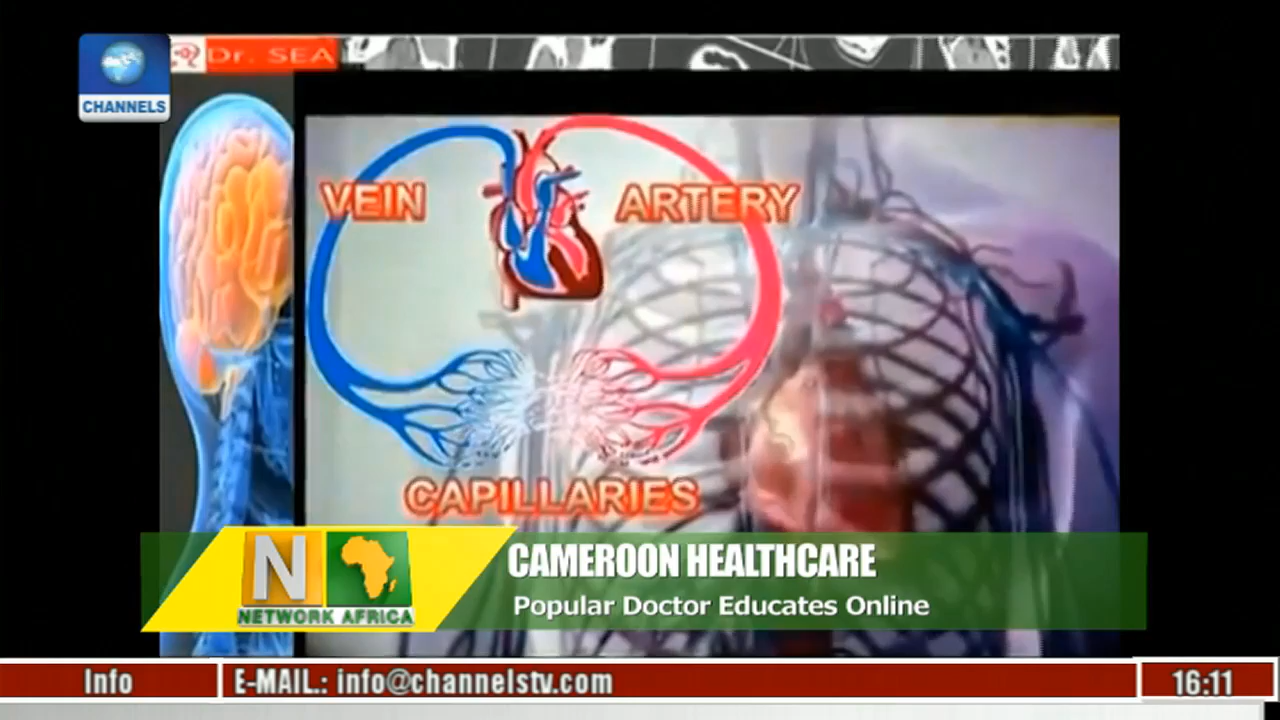 Dr. SEA
CHANNELS
VEIN
ARTERY
CAPILLARIES
N
NETWORK AFRICA
CAMEROON HEALTHCARE
Popular Doctor Educates Online
Info
E-MAIL.: info@channelstv.com
16:11